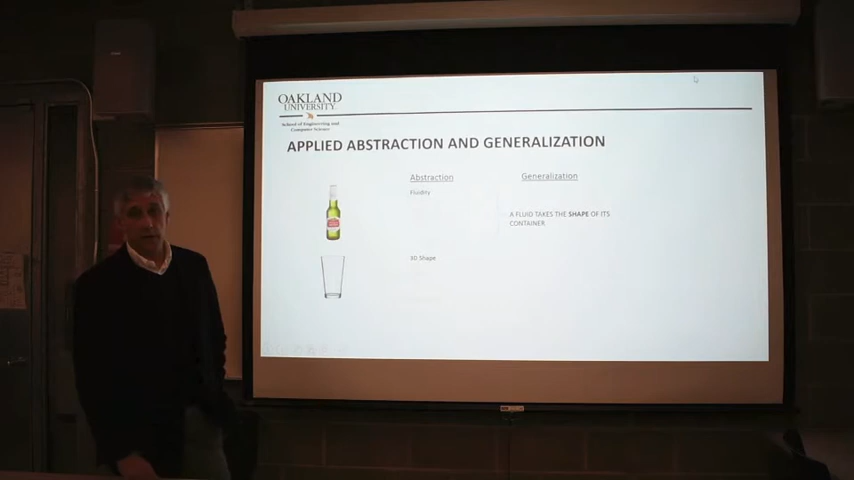 OAKLAND
UNIVERSITY
School of Engineering and
Computer Science
APPLIED ABSTRACTION AND GENERALIZATION
Abstraction
Generalization
Fluidity
A FLUID TAKES THE SHAPE OF ITS
CONTAINER
3D Shape